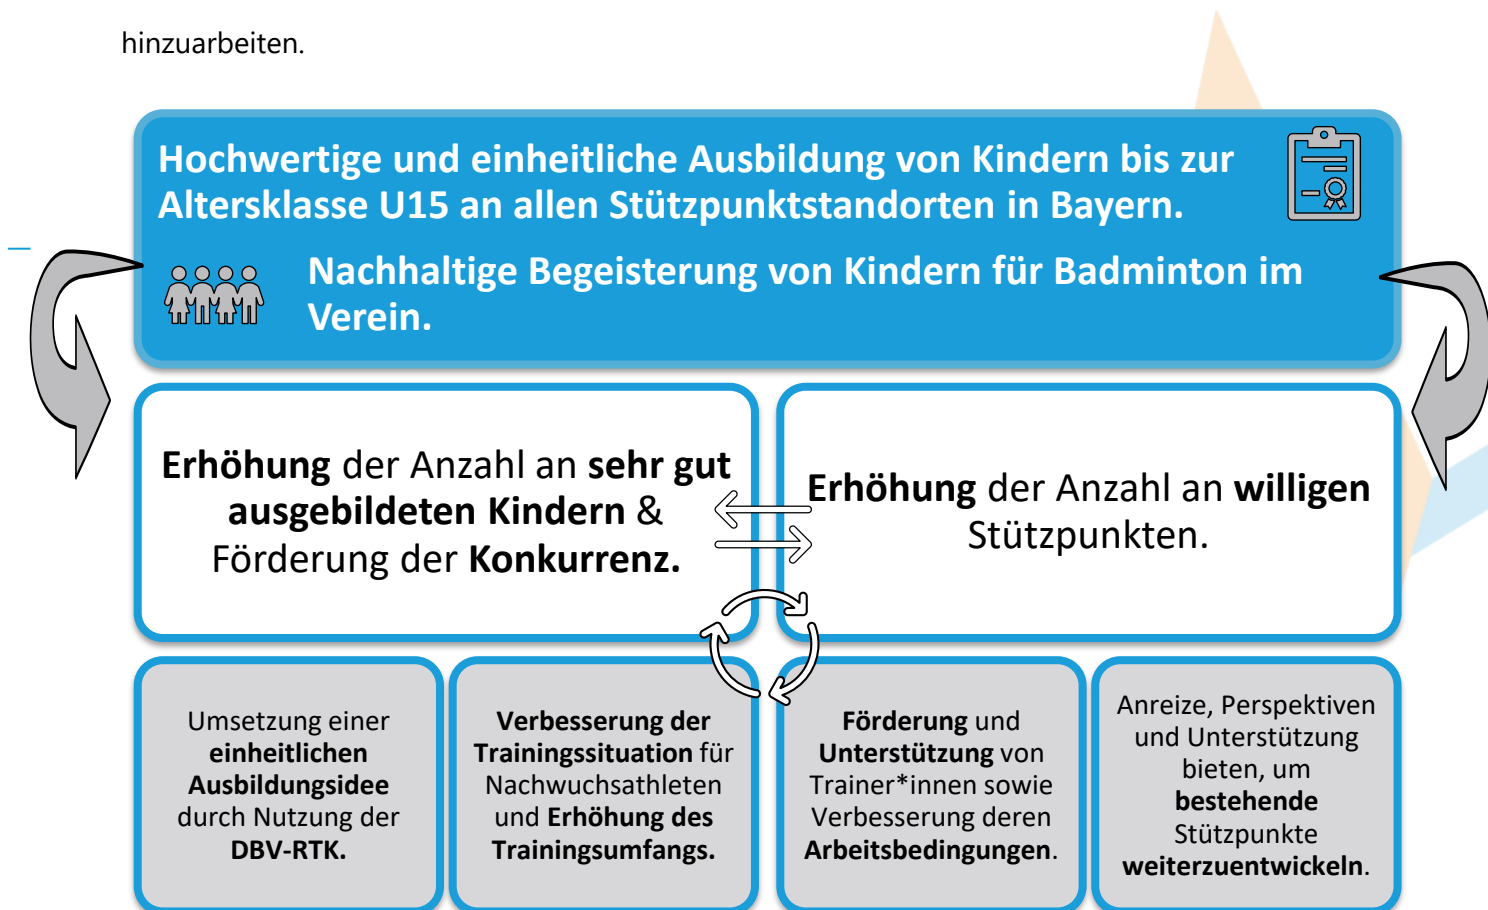 hinzuarbeiten.
Hochwertige und einheitliche Ausbildung von Kindern bis zur
Altersklasse U15 an allen Stützpunktstandorten in Bayern.
Nachhaltige Begeisterung von Kindern für Badminton im
Verein.
Erhöhung der Anzahl an sehr gut
ausgebildeten Kindern &
Förderung der Konkurrenz.
Erhöhung der Anzahl an willigen
Stützpunkten.
Umsetzung einer
einheitlichen
Ausbildungsidee
durch Nutzung der
DBV-RTK.
Verbesserung der
Trainingssituation für
Nachwuchsathleten
und Erhöhung des
Trainingsumfangs.
Förderung und
Unterstützung von
Trainer*innen sowie
Verbesserung deren
Arbeitsbedingungen.
Anreize, Perspektiven
und Unterstützung
bieten, um
bestehende
Stützpunkte
weiterzuentwickeln.